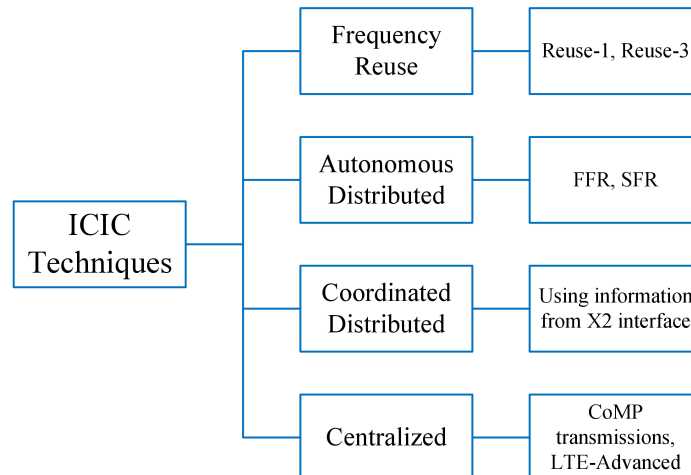 ICIC
Techniques
Frequency
Reuse
Reuse-1, Reuse-3
Autonomous
Distributed
FFR, SFR
Coordinated
Distributed
Using information
from X2 interface
Centralized
CoMP
transmissions,
LTE-Advanced